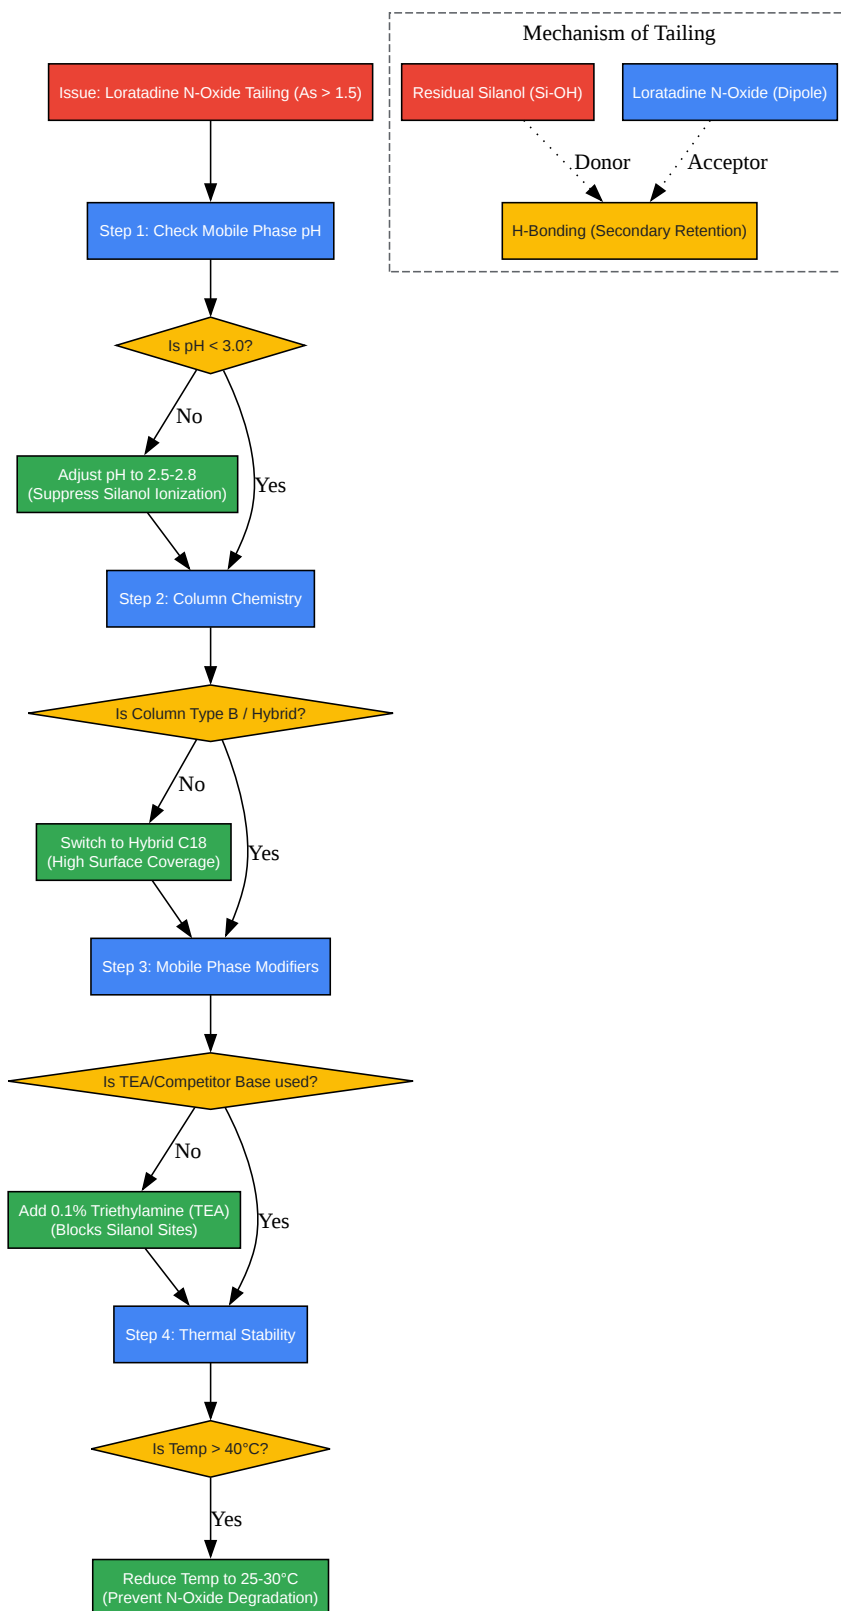 Mechanism of Tailing
Issue: Loratadine N-Oxide Tailing (As > 1.5)
Residual Silanol (Si-OH)
Loratadine N-Oxide (Dipole)
Donor
Acceptor
Step 1: Check Mobile Phase pH
H-Bonding (Secondary Retention)
Is pH < 3.0?
No
Adjust pH to 2.5-2.8
(Suppress Silanol Ionization)
Yes
Step 2: Column Chemistry
Is Column Type B / Hybrid?
No
Switch to Hybrid C18
(High Surface Coverage)
Yes
Step 3: Mobile Phase Modifiers
Is TEA/Competitor Base used?
No
Add 0.1% Triethylamine (TEA)
(Blocks Silanol Sites)
Yes
Step 4: Thermal Stability
Is Temp > 40°C?
Yes
Reduce Temp to 25-30°C
(Prevent N-Oxide Degradation)